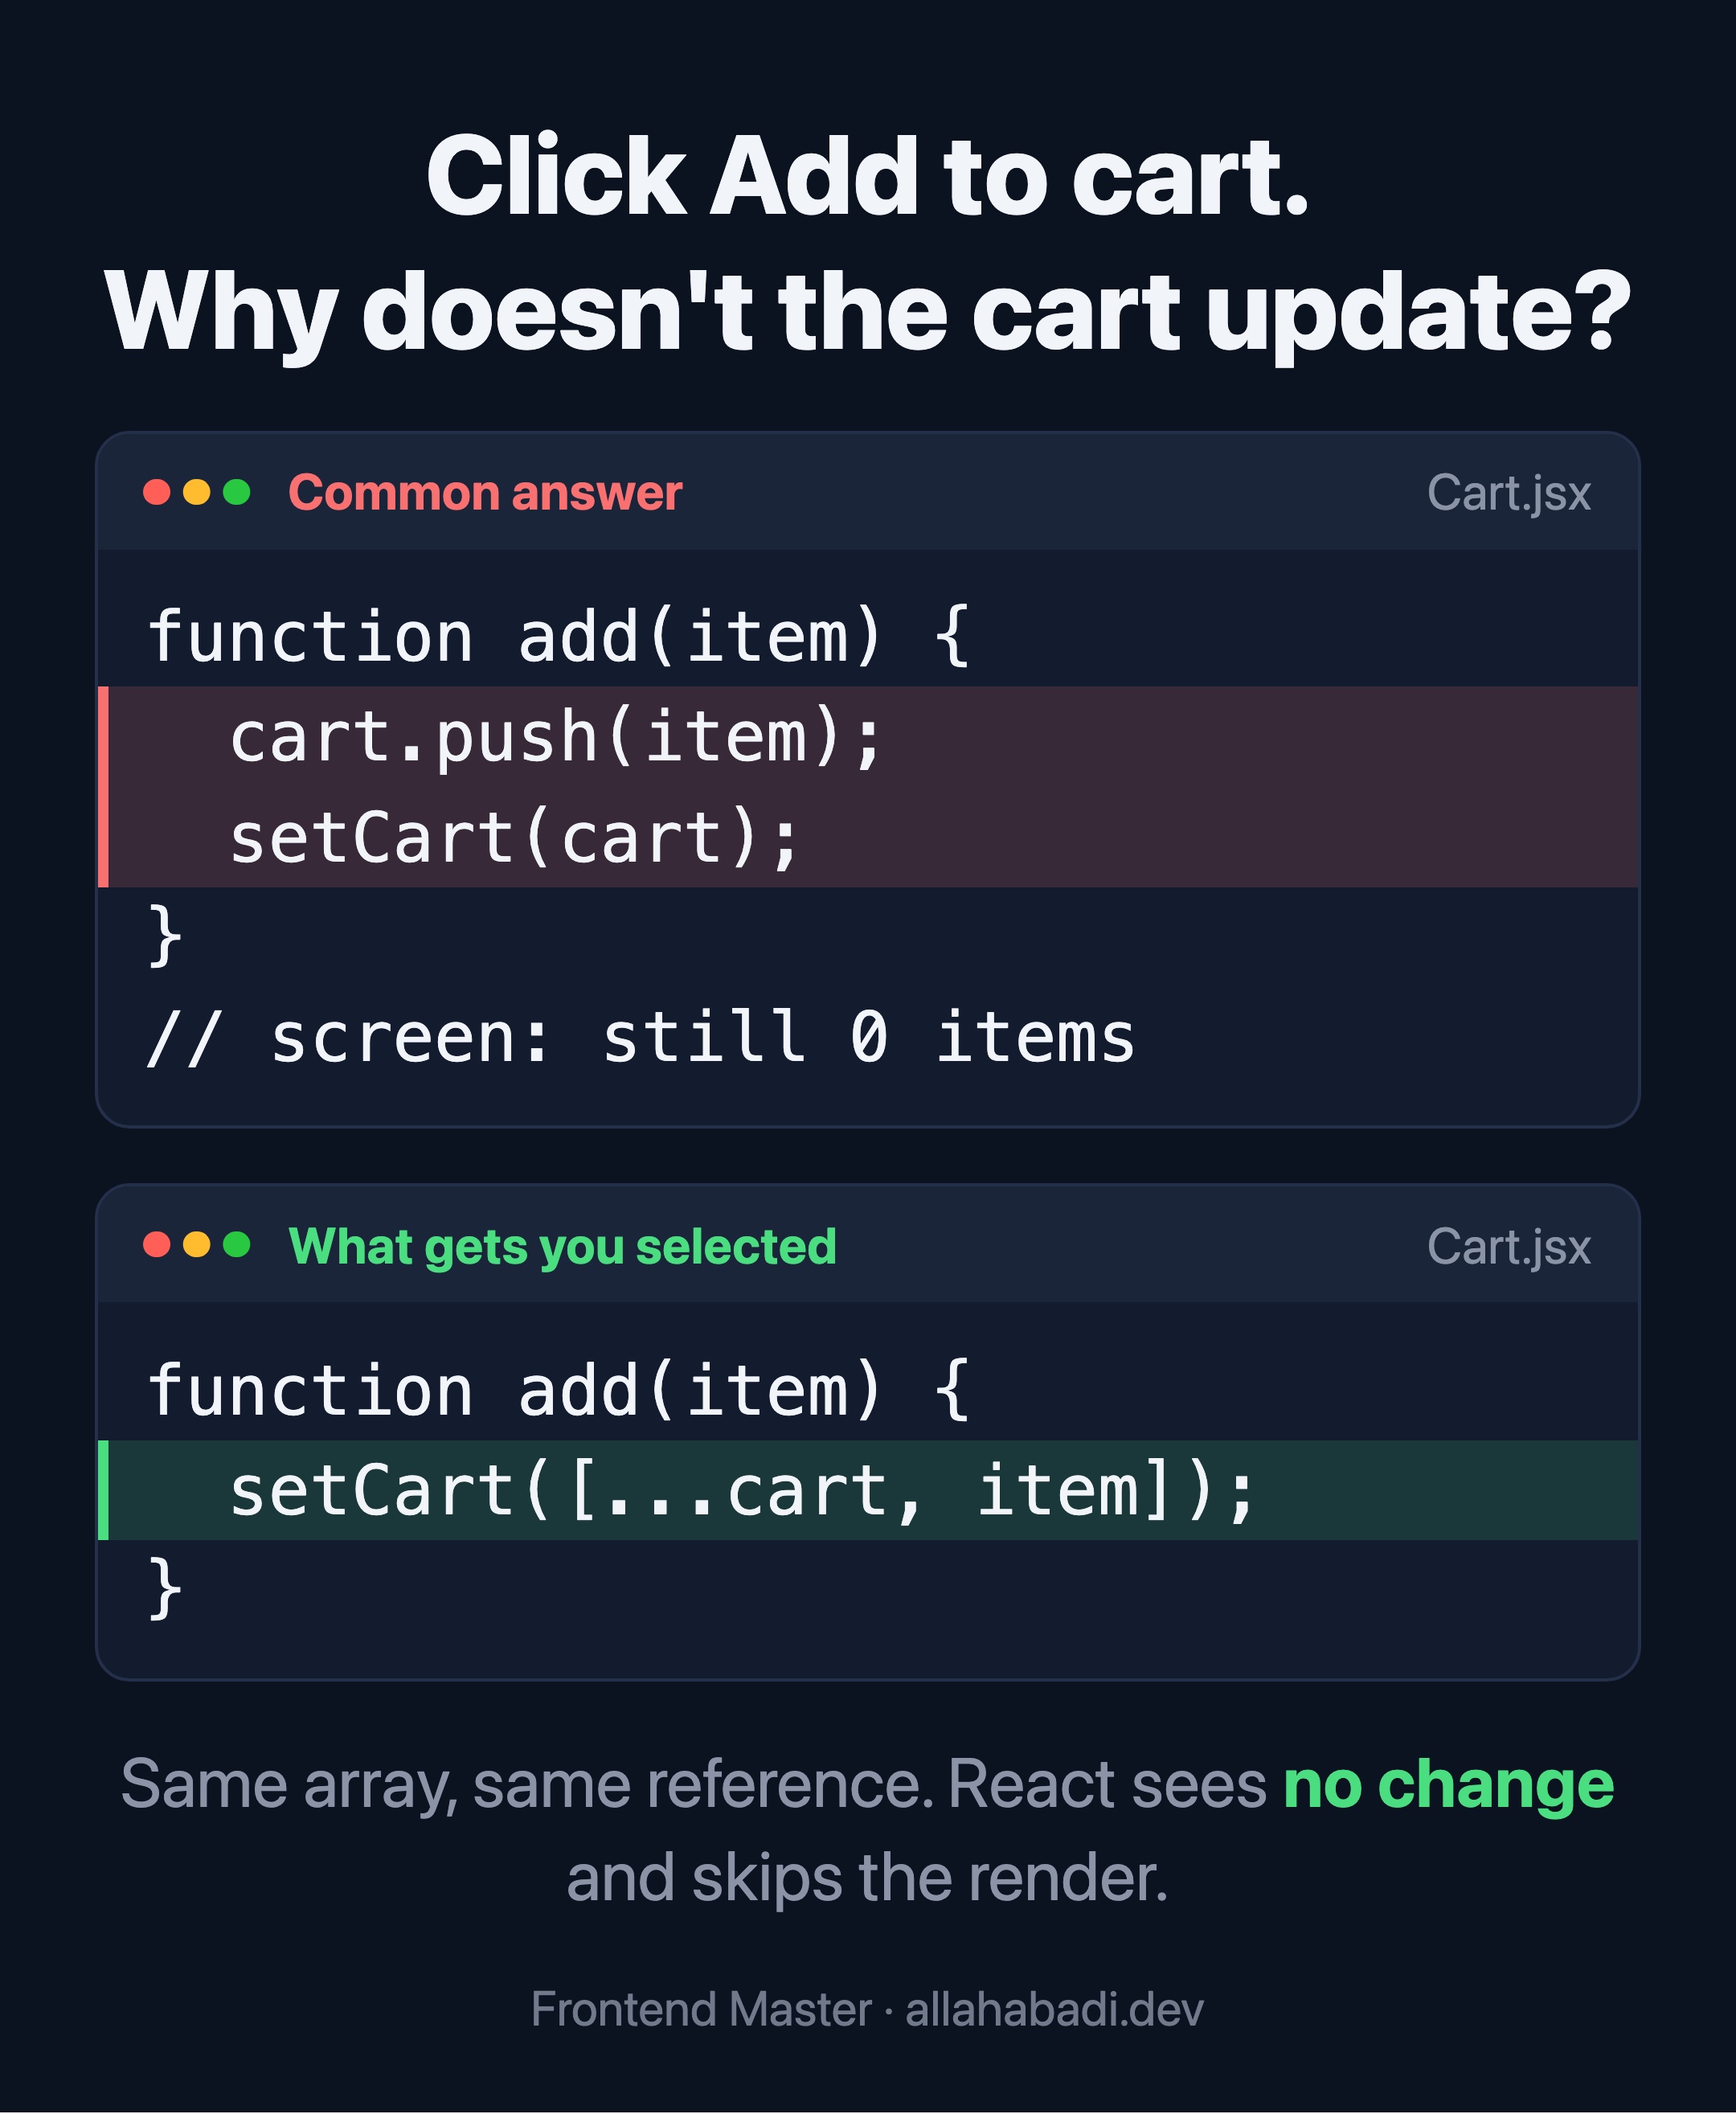 Click Add to cart.
Why doesn't the cart update?
Common answer
Cart.jsx
function add(item) {
  cart.push(item);
  setCart(cart);
}
// screen: still 0 items
What gets you selected
Cart.jsx
function add(item) {
  setCart([...cart, item]);
}
Same array, same reference. React sees no change
and skips the render.
Frontend Master · allahabadi.dev